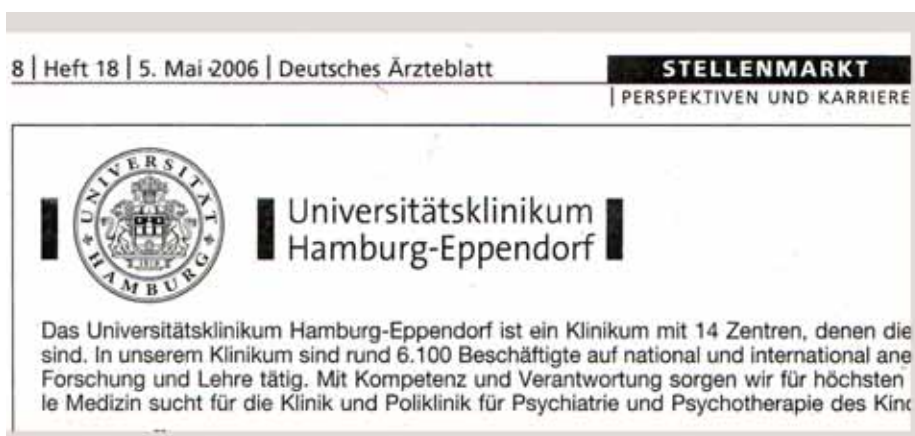 8 | Heft 18 | 5. Mai 2006 | Deutsches Ärzteblatt
STELLENMARKT
| PERSPEKTIVEN UND KARRIERE
UNIVERSITÄT
HAMBURG
1919
Universitätsklinikum
Hamburg-Eppendorf
Das Universitätsklinikum Hamburg-Eppendorf ist ein Klinikum mit 14 Zentren, denen die
sind. In unserem Klinikum sind rund 6.100 Beschäftigte auf national und international ane
Forschung und Lehre tätig. Mit Kompetenz und Verantwortung sorgen wir für höchsten
le Medizin sucht für die Klinik und Poliklinik für Psychiatrie und Psychotherapie des Kind